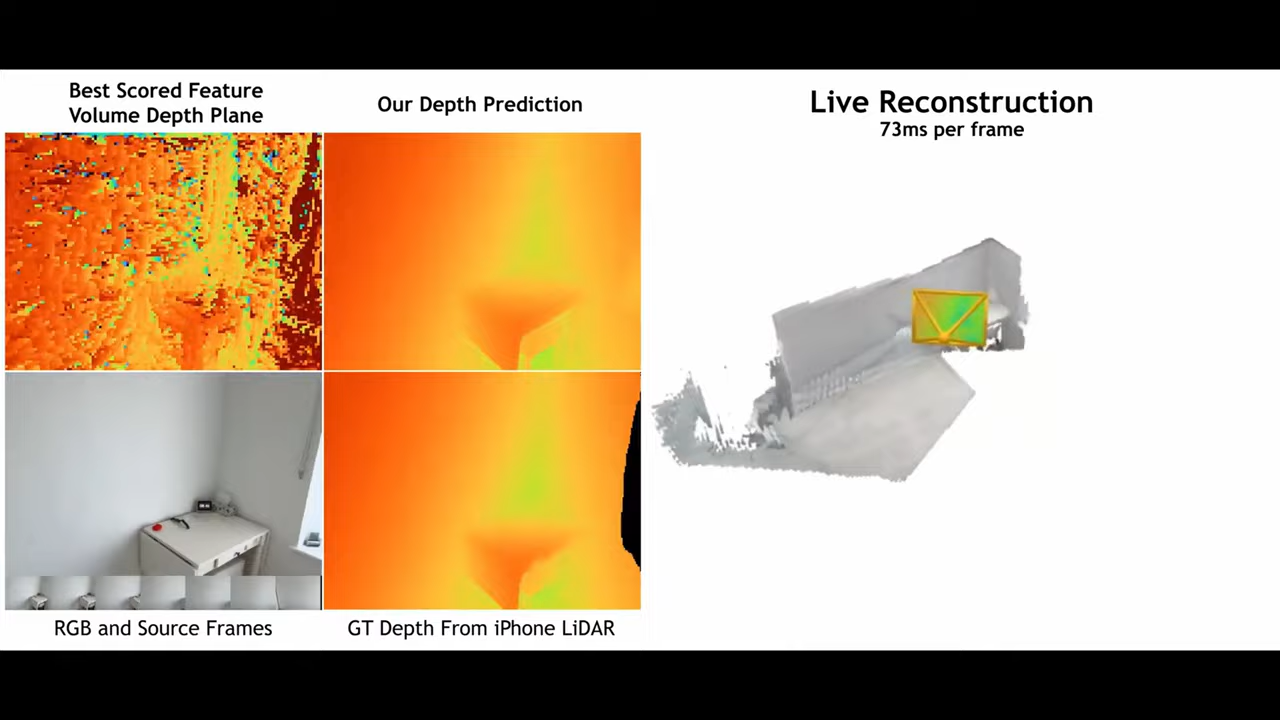 Best Scored Feature
Volume Depth Plane
Our Depth Prediction
Live Reconstruction
73ms per frame
RGB and Source Frames
GT Depth From iPhone LiDAR